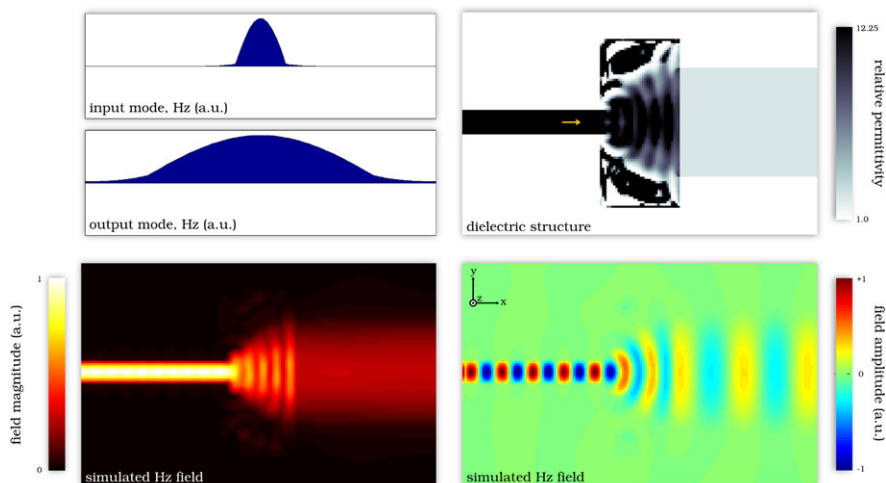 input mode, Hz (a.u.)
output mode, Hz (a.u.)
dielectric structure
12.25
relative permittivity
1.0
field magnitude (a.u.)
1
0
simulated Hz field
y
z
x
simulated Hz field
+1
field amplitude (a.u.)
0
-1